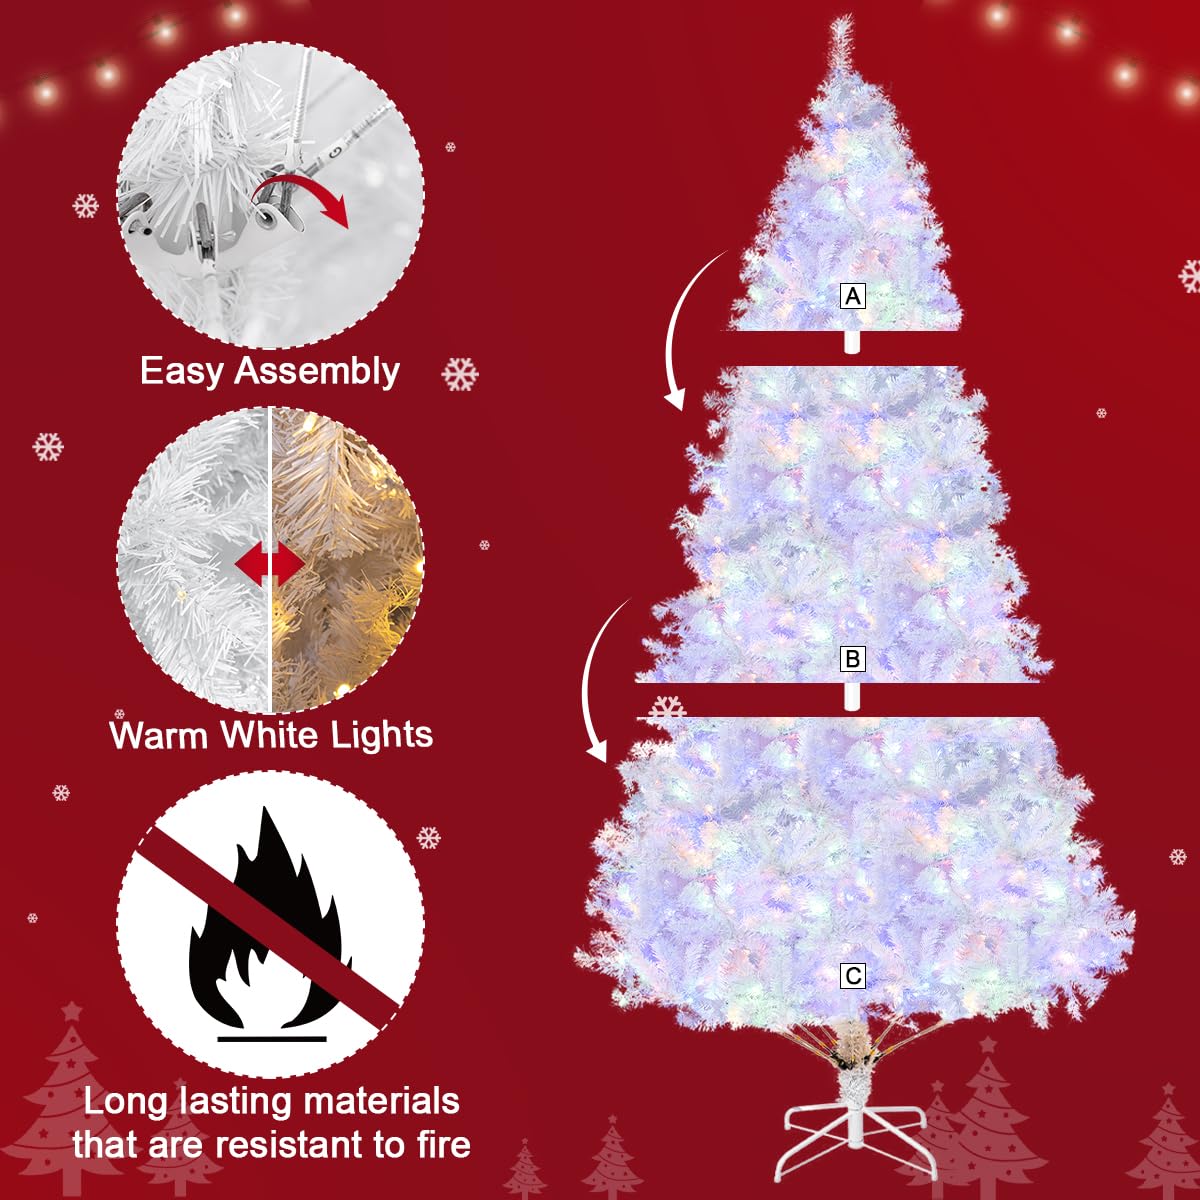 Easy Assembly
Warm White Lights
Long lasting materials
that are resistant to fire
A
B
C